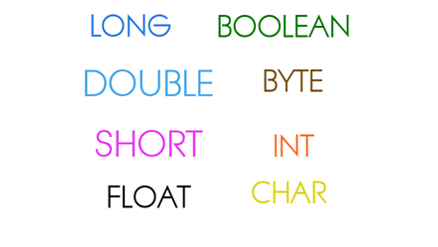 LONG BOOLEAN
DOUBLE BYTE
SHORT INT
FLOAT CHAR